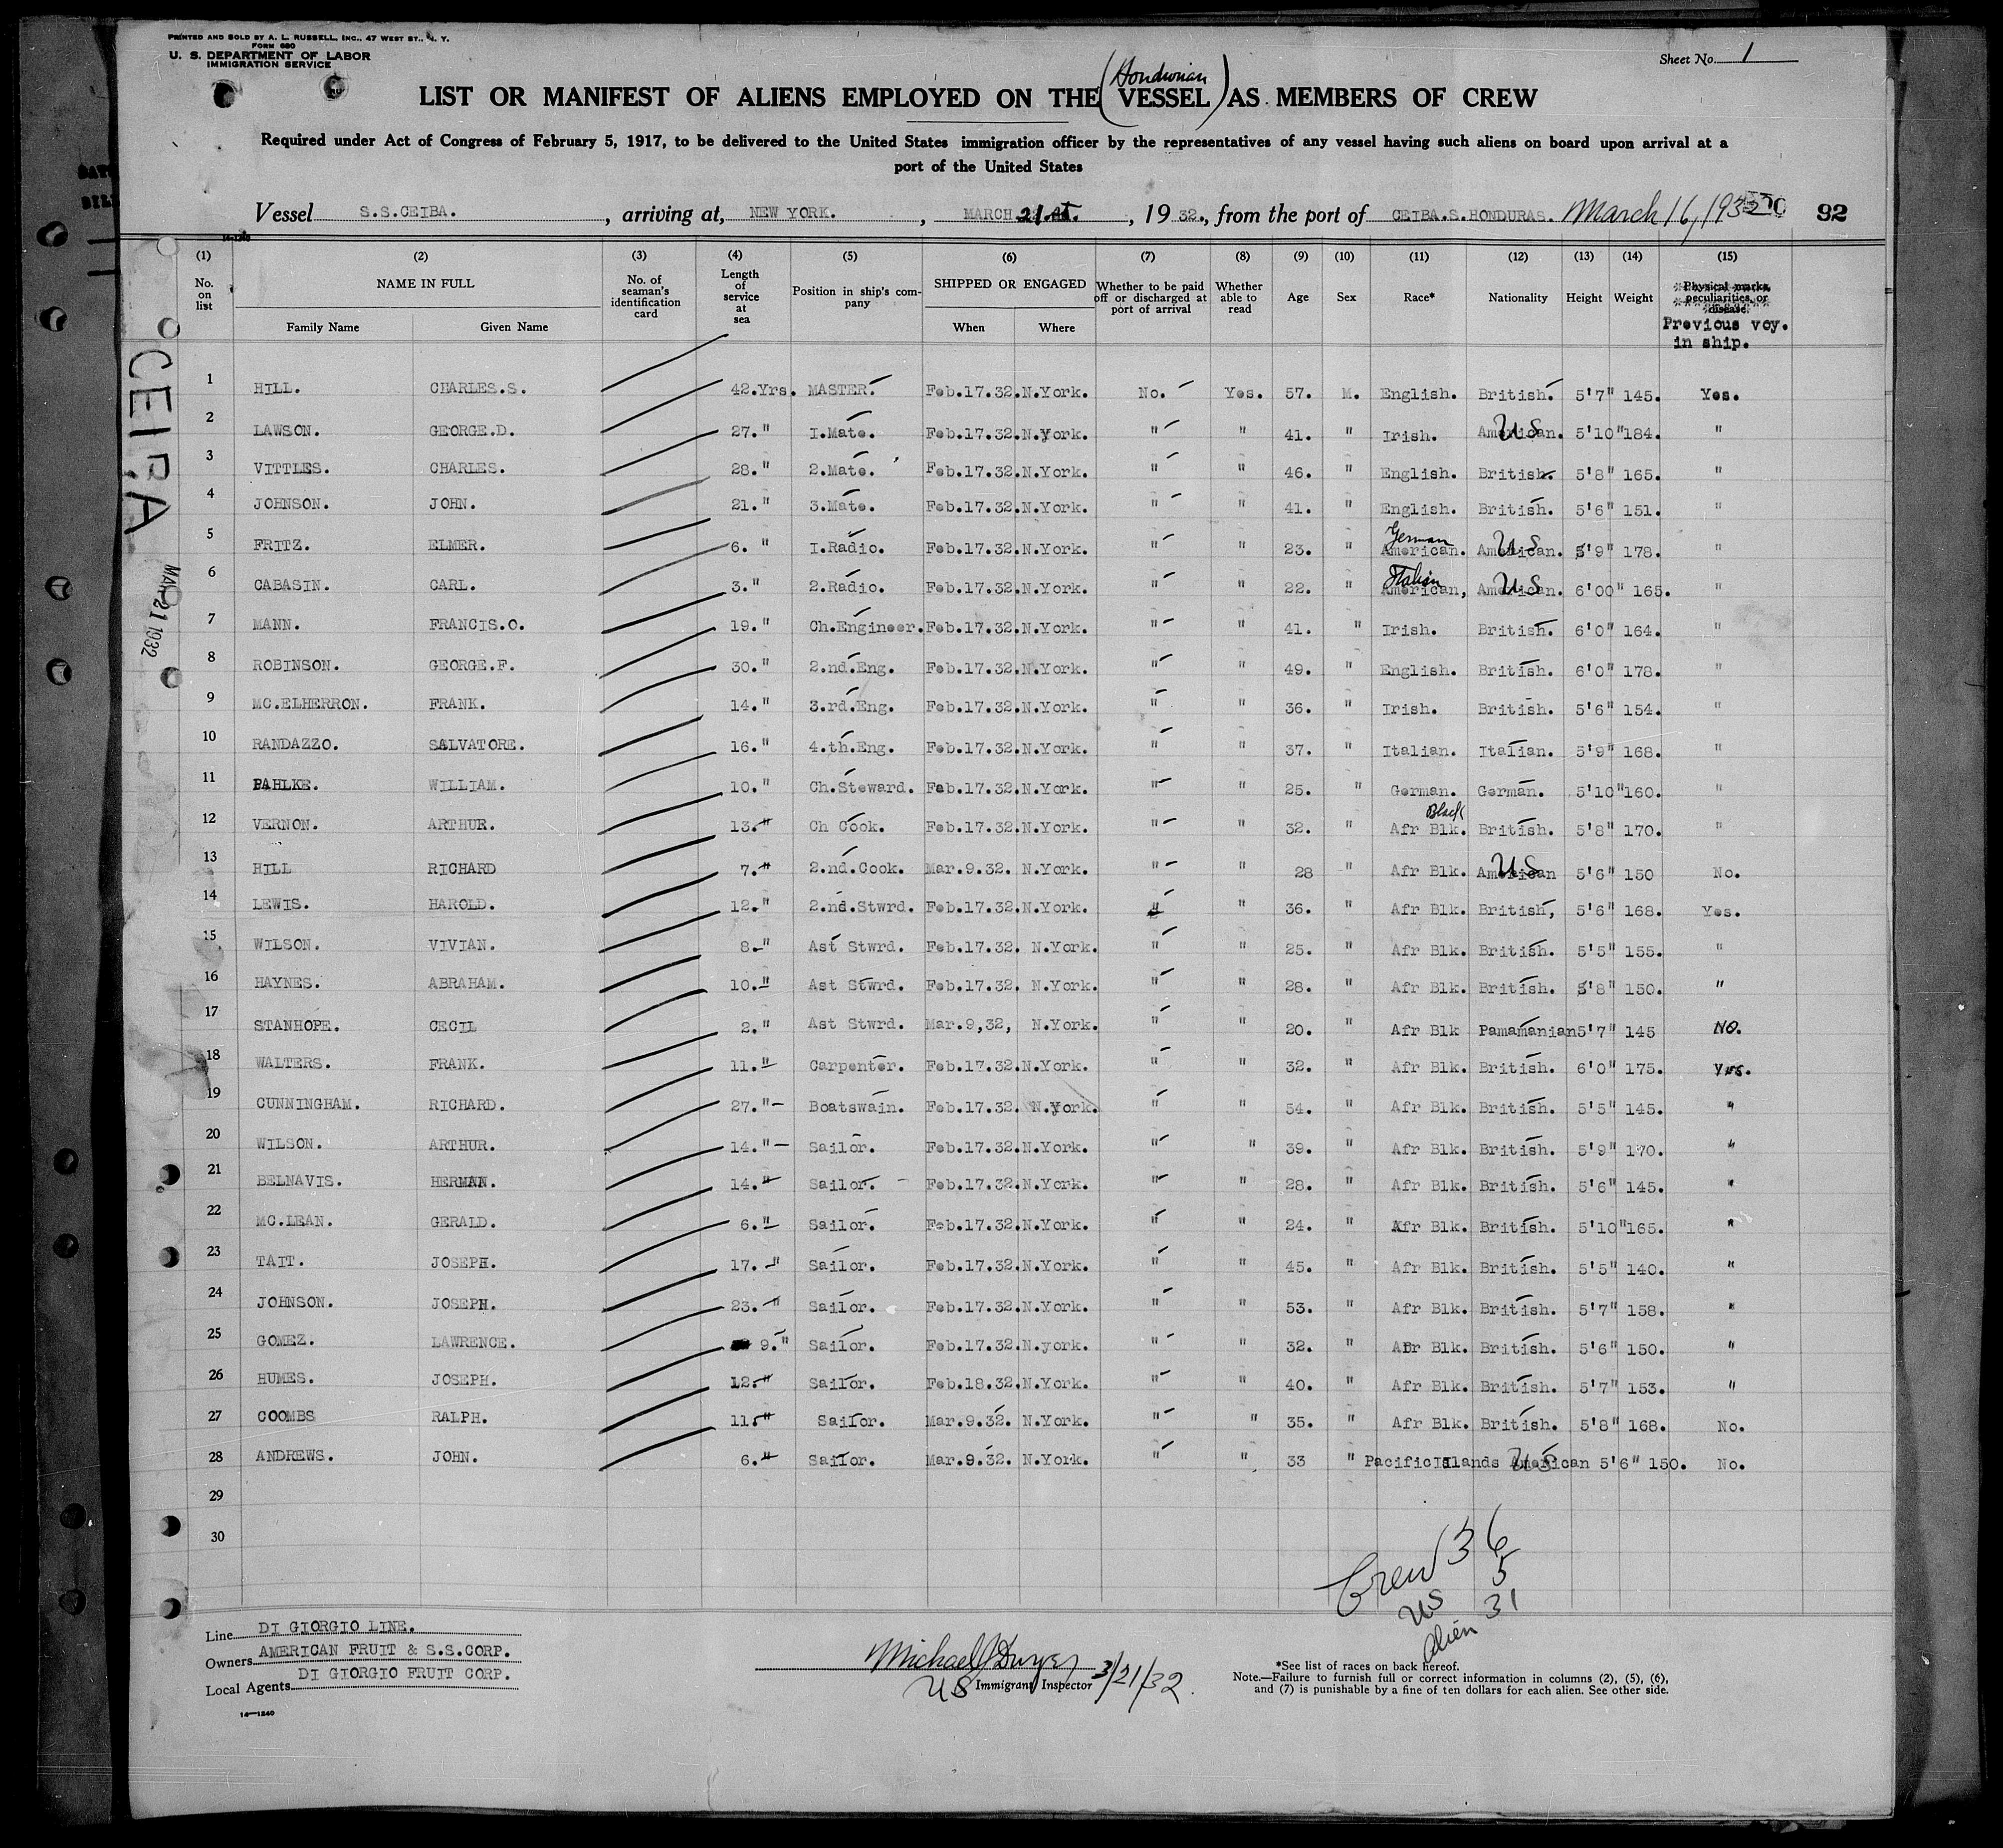 PRINTED AND SOLD BY A. L. RUSSELL, INC., 47 WEST ST., N. Y.
FORM 680
U. S. DEPARTMENT OF LABOR
IMMIGRATION SERVICE
Sheet No. 1
(Hondurian)
LIST OR MANIFEST OF ALIENS EMPLOYED ON THE VESSEL AS MEMBERS OF CREW
Required under Act of Congress of February 5, 1917, to be delivered to the United States immigration officer by the representatives of any vessel having such aliens on board upon arrival at a
port of the United States
Vessel S.S.CEIBA. , arriving at, NEW YORK. , MARCH 21st. , 19 32., from the port of CEIBA.S.HONDURAS. March 16, 1932 92
14-1240
(1) (2) (3) (4) (5) (6) (7) (8) (9) (10) (11) (12) (13) (14) (15)
No. on list NAME IN FULL Family Name Given Name No. of seaman's identification card Length of service at sea Position in ship's company SHIPPED OR ENGAGED When Where Whether to be paid off or discharged at port of arrival Whether able to read Age Sex Race* Nationality Height Weight Physical marks, peculiarities, or disease Previous voy. in ship.
CEIBA
MAR 21 1932
1 HILL. CHARLES.S. 42.Yrs. MASTER. Feb.17.32.N.York. No. Yes. 57. M. English. British. 5'7" 145. Yes.
2 LAWSON. GEORGE.D. 27." I.Mate. Feb.17.32.N.york. " " 41. " Irish. American. US 5'10"184. "
3 VITTLES. CHARLES. 28." 2.Mate. Feb.17.32.N.York. " " 46. " English. British. 5'8" 165. "
4 JOHNSON. JOHN. 21." 3.Mate. Feb.17.32.N.York. " " 41. " English. British. 5'6" 151. "
5 FRITZ. ELMER. 6. " I.Radio. Feb.17.32.N.York. " " 23. " American. German American. US 5'9" 178. "
6 CABASIN. CARL. 3." 2.Radio. Feb.17.32.N.York. " " 22. " American, Italian American. US 6'00" 165. "
7 MANN. FRANCIS.O. 19." Ch.Engineer.Feb.17.32.N.York. " " 41. " Irish. British. 6'0" 164. "
8 ROBINSON. GEORGE.F. 30." 2.nd.Eng. Feb.17.32.N.York. " " 49. " English. British. 6'0" 178. "
9 MC.ELHERRON. FRANK. 14." 3.rd.Eng. Feb.17.32.N.York. " " 36. " Irish. British. 5'6" 154. "
10 RANDAZZO. SALVATORE. 16." 4.th.Eng. Feb.17.32.N.York. " " 37. " Italian. Italian. 5'9" 168. "
11 PAHLKE. WILLIAM. 10." Ch.Steward. Feb.17.32.N.York. " " 25. " German. German. 5'10"160. "
12 VERNON. ARTHUR. 13." Ch Cook. Feb.17.32.N.York. " " 32. " Afr Blk. Black British. 5'8" 170. "
13 HILL RICHARD 7." 2.nd.Cook. Mar.9.32. N.York. " " 28 " Afr Blk. American US 5'6" 150 No.
14 LEWIS. HAROLD. 12." 2.nd.Stwrd. Feb.17.32.N.York. " " 36. " Afr Blk. British, 5'6" 168. Yes.
15 WILSON. VIVIAN. 8." Ast Stwrd. Feb.17.32. N.York. " " 25. " Afr Blk. British. 5'5" 155. "
16 HAYNES. ABRAHAM. 10." Ast Stwrd. Feb.17.32. N.York. " " 28. " Afr Blk. British. 5'8" 150. "
17 STANHOPE. CECIL 2." Ast Stwrd. Mar.9,32, N.York. " " 20. " Afr Blk Pamamanian5'7" 145 NO.
18 WALTERS. FRANK. 11." Carpenter. Feb.17.32.N.York. " " 32. " Afr Blk. British. 6'0" 175. Yes.
19 CUNNINGHAM. RICHARD. 27." Boatswain. Feb.17.32. N.york. " " 54. " Afr Blk. British. 5'5" 145. "
20 WILSON. ARTHUR. 14." Sailor. Feb.17.32.N.York. " " 39. " Afr Blk. British. 5'9" 170. "
21 BELNAVIS. HERMAN. 14." Sailor. Feb.17.32.N.York. " " 28. " Afr Blk. British. 5'6" 145. "
22 MC.LEAN. GERALD. 6." Sailor. Feb.17.32.N.York. " " 24. " Afr Blk. British. 5'10"165. "
23 TAIT. JOSEPH. 17." Sailor. Feb.17.32.N.York. " " 45. " Afr Blk. British. 5'5" 140. "
24 JOHNSON. JOSEPH. 23." Sailor. Feb.17.32.N.York. " " 53. " Afr Blk. British. 5'7" 158. "
25 GOMEZ. LAWRENCE. 9." Sailor. Feb.17.32.N.york. " " 32. " Afr Blk. British. 5'6" 150. "
26 HUMES. JOSEPH. 12." Sailor. Feb.18.32.N.York. " " 40. " Afr Blk. British. 5'7" 153. "
27 COOMBS RALPH. 11." Sailor. Mar.9.32. N.York. " " 35. " Afr Blk. British. 5'8" 168. No.
28 ANDREWS. JOHN. 6." Sailor. Mar.9.32. N.York. " " 33 " Pacific Islands American US 5'6" 150. No.
29
30
Crew 36
US 5
Alien 31
Line DI GIORGIO LINE.
Owners AMERICAN FRUIT & S.S.CORP.
Local Agents DI GIORGIO FRUIT CORP.
14-1240
Michael J Dwyer 3/21/32.
US Immigrant Inspector
*See list of races on back hereof.
Note.—Failure to furnish full or correct information in columns (2), (5), (6),
and (7) is punishable by a fine of ten dollars for each alien. See other side.